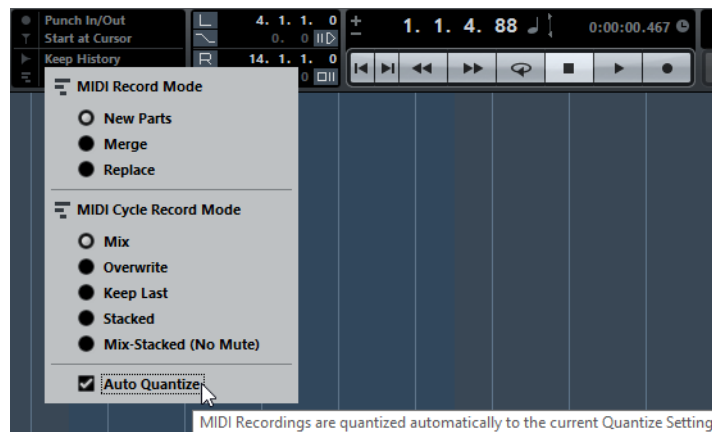 Punch In/Out
Start at Cursor
Keep History
L 4. 1. 1. 0
0. 0
R 14. 1. 1. 0
0
1. 1. 4. 88
0:00:00.467
MIDI Record Mode
New Parts
Merge
Replace
MIDI Cycle Record Mode
Mix
Overwrite
Keep Last
Stacked
Mix-Stacked (No Mute)
Auto Quantize
MIDI Recordings are quantized automatically to the current Quantize Setting